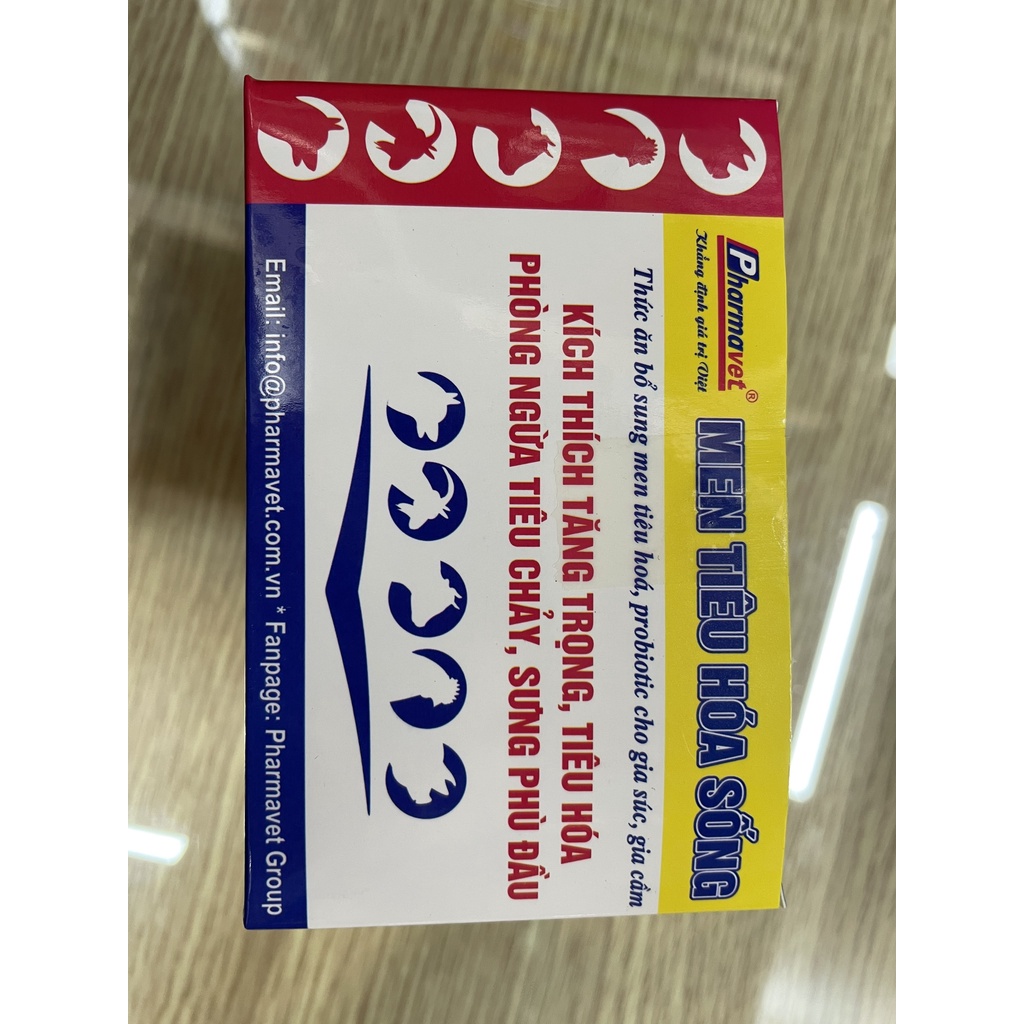 Pharmavet®
Khẳng định giá trị Việt
MEN TIÊU HÓA SỐNG
Thức ăn bổ sung men tiêu hoá, probiotic cho gia súc, gia cầm
KÍCH THÍCH TĂNG TRỌNG, TIÊU HÓA
PHÒNG NGỪA TIÊU CHẢY, SƯNG PHÙ ĐẦU
Email: info@pharmavet.com.vn * Fanpage: Pharmavet Group